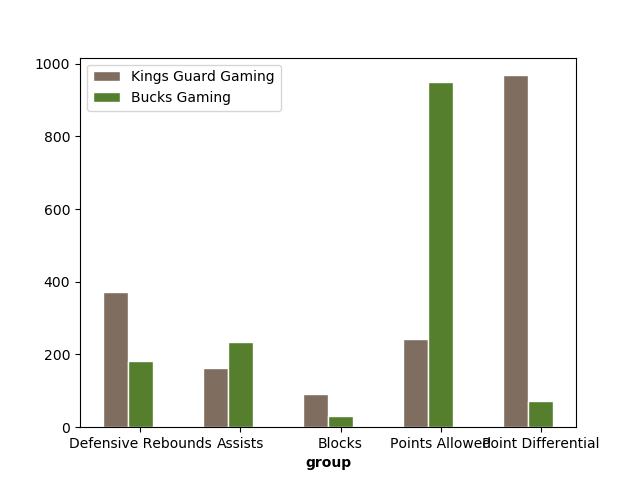 Kings Guard Gaming
Bucks Gaming
1000
800
600
400
200
0
Defensive Rebounds Assists Blocks Points Allowed Point Differential
group